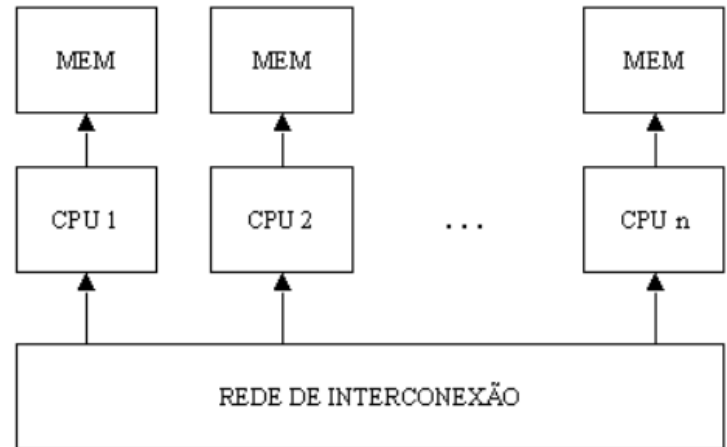 MEM MEM MEM
CPU 1 CPU 2 . . . CPU n
REDE DE INTERCONEXÃO